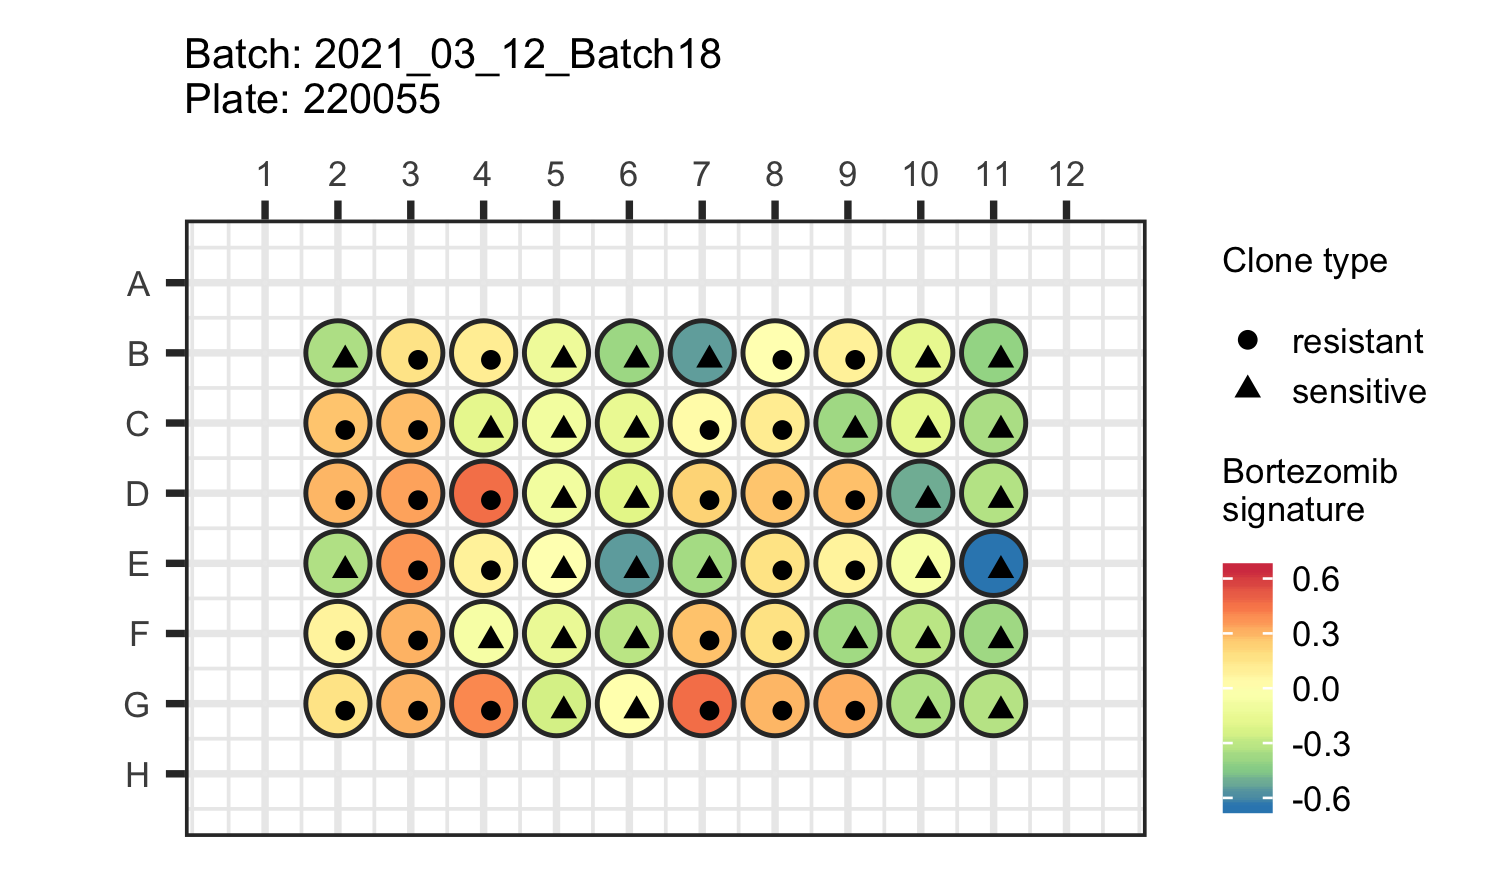 Batch: 2021_03_12_Batch18
Plate: 220055
1 2 3 4 5 6 7 8 9 10 11 12
A
B
C
D
E
F
G
H
Clone type
resistant
sensitive
Bortezomib
signature
0.6
0.3
0.0
-0.3
-0.6